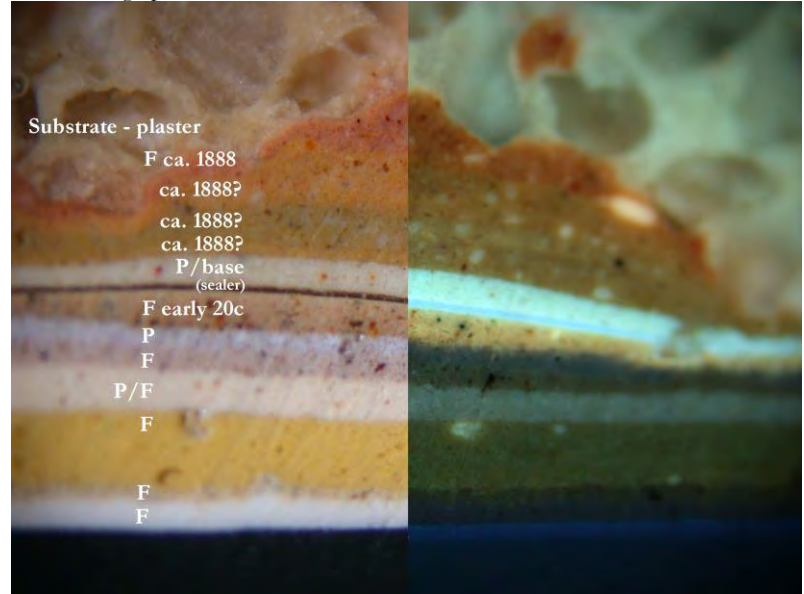 Substrate - plaster
F ca. 1888
ca. 1888?
ca. 1888?
ca. 1888?
P/base
(sealer)
F early 20c
P
F
P/F
F
F
F